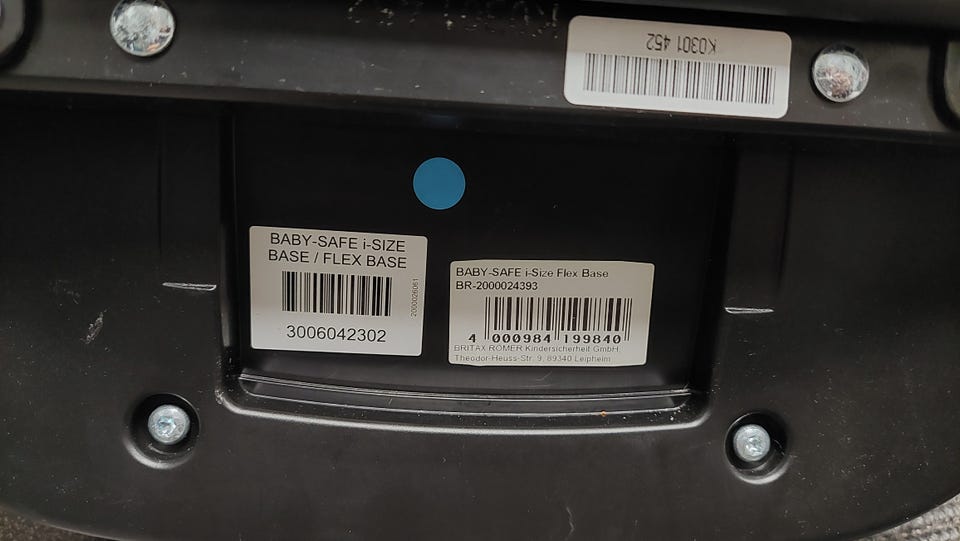 K0301 452
BABY-SAFE i-SIZE
BASE / FLEX BASE
2000026061
3006042302
BABY-SAFE i-Size Flex Base
BR-2000024393
4 000984 199840
BRITAX RÖMER Kindersicherheit GmbH,
Theodor-Heuss-Str. 9, 89340 Leipheim